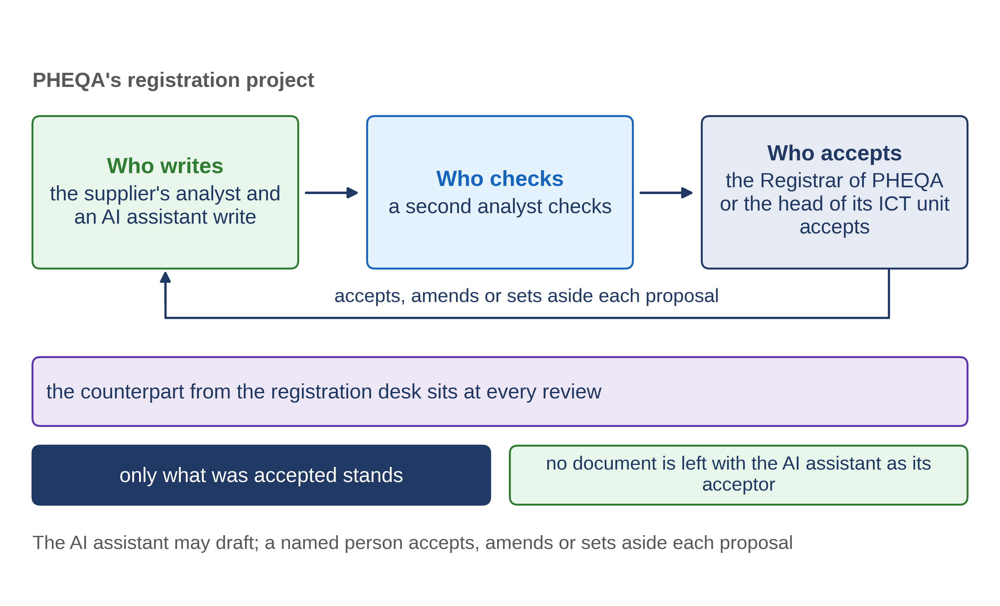 PHEQA's registration project
Who writes
the supplier's analyst and
an AI assistant write
Who checks
a second analyst checks
Who accepts
the Registrar of PHEQA
or the head of its ICT unit
accepts
accepts, amends or sets aside each proposal
the counterpart from the registration desk sits at every review
only what was accepted stands
no document is left with the AI assistant as its
acceptor
The AI assistant may draft; a named person accepts, amends or sets aside each proposal